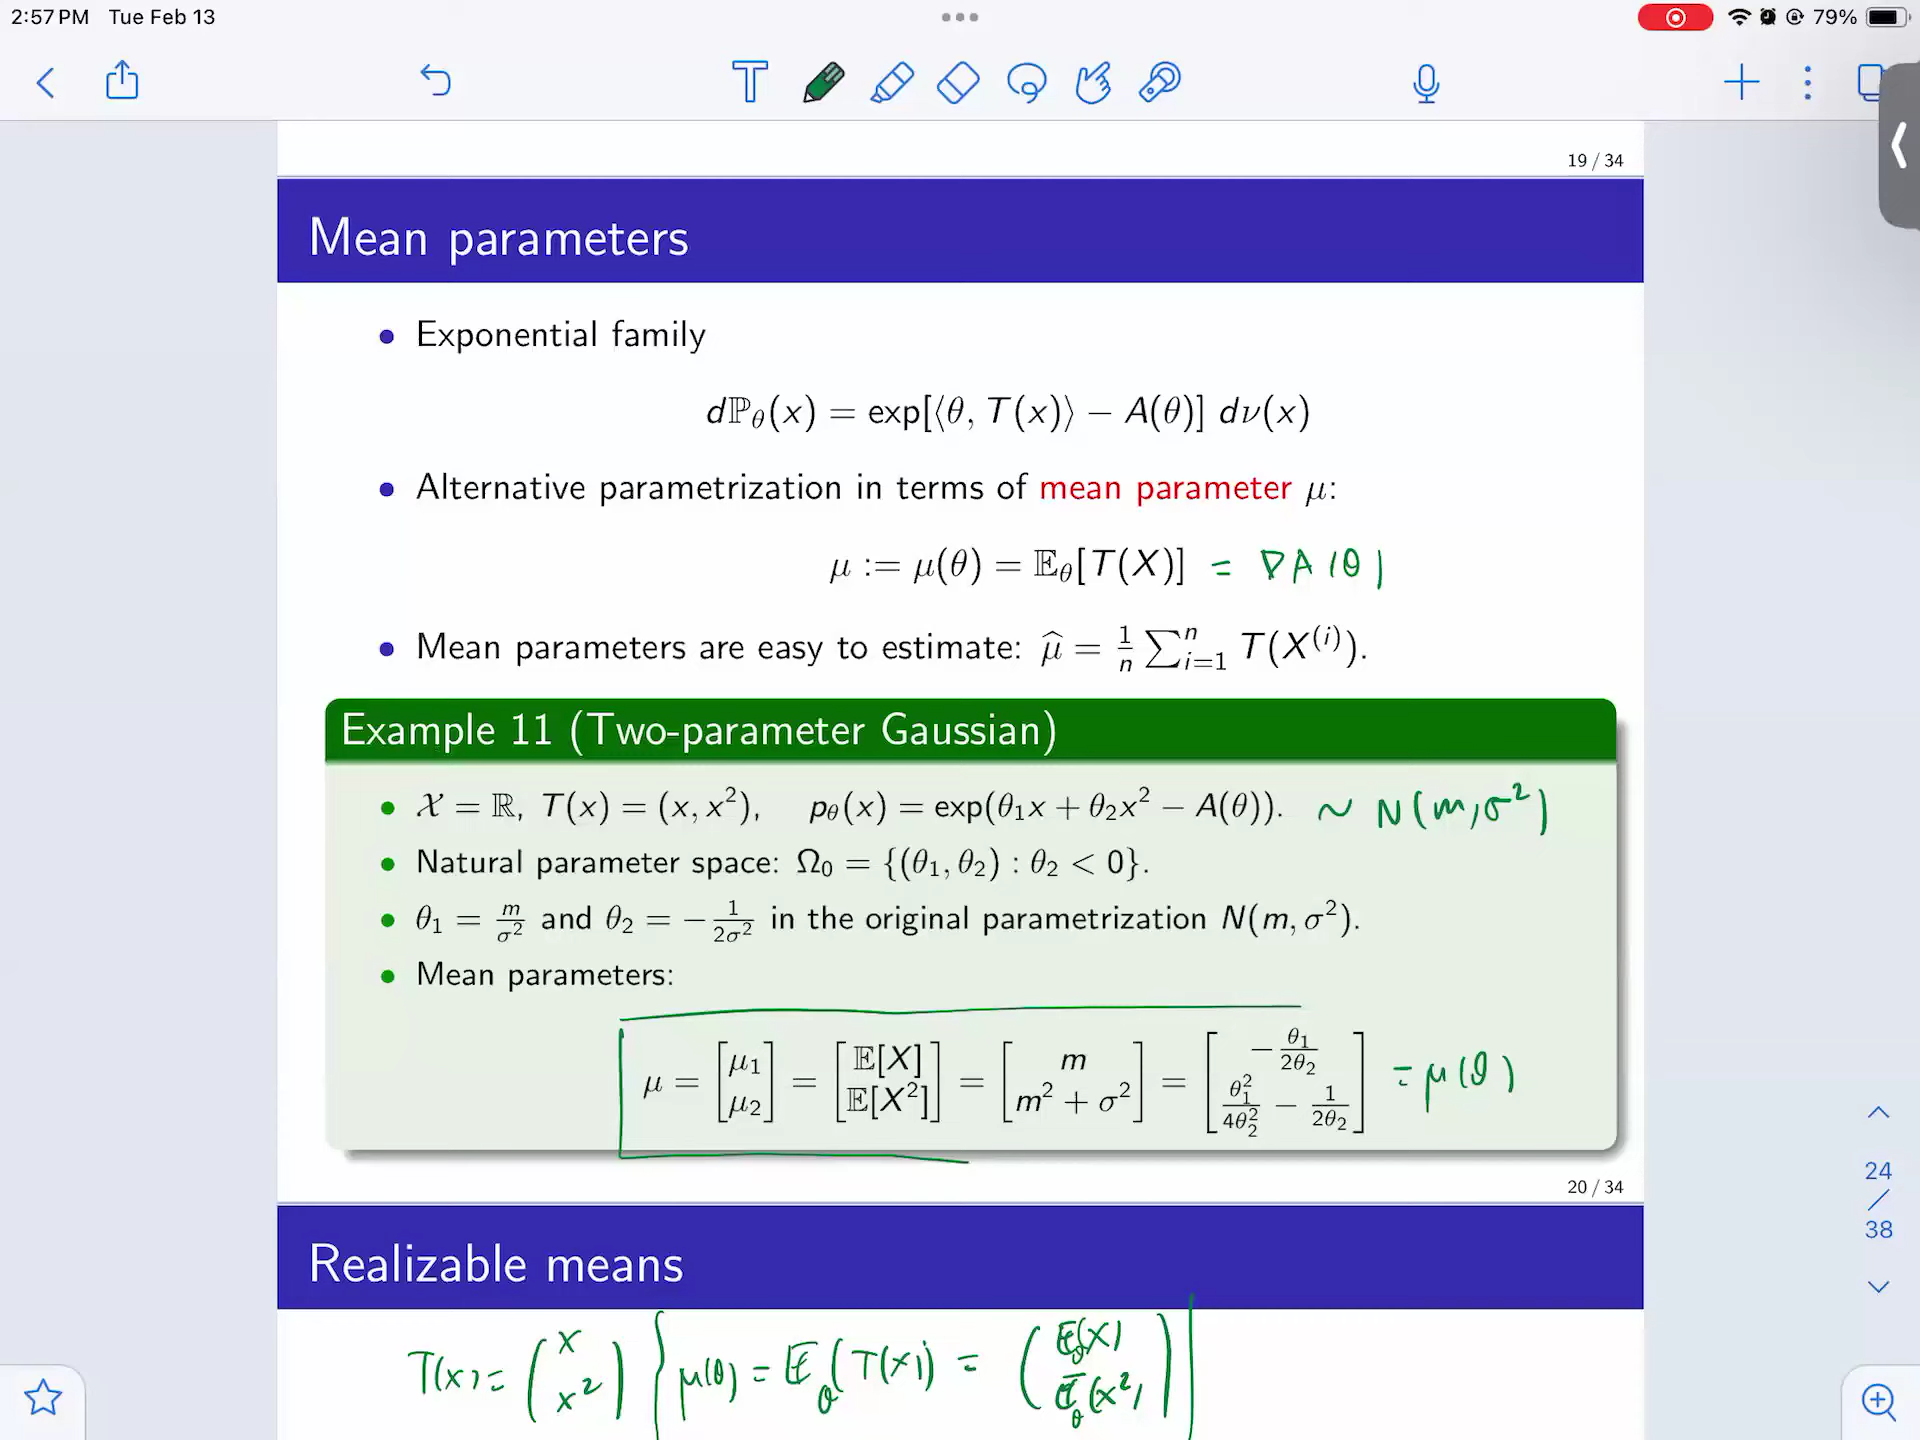 2:57 PM Tue Feb 13 79%
19 / 34
Mean parameters
• Exponential family
dℙ_θ(x) = exp[⟨θ, T(x)⟩ − A(θ)] dν(x)
• Alternative parametrization in terms of mean parameter μ:
μ := μ(θ) = 𝔼_θ[T(X)] = ∇A(θ)
• Mean parameters are easy to estimate: μ̂ = 1/n ∑_{i=1}^n T(X^(i)).
Example 11 (Two-parameter Gaussian)
• 𝒳 = ℝ, T(x) = (x, x²), p_θ(x) = exp(θ₁x + θ₂x² − A(θ)). ~ N(m, σ²)
• Natural parameter space: Ω₀ = {(θ₁, θ₂) : θ₂ < 0}.
• θ₁ = m/σ² and θ₂ = −1/(2σ²) in the original parametrization N(m, σ²).
• Mean parameters:
μ = [μ₁ ; μ₂] = [𝔼[X] ; 𝔼[X²]] = [m ; m² + σ²] = [−θ₁/(2θ₂) ; θ₁²/(4θ₂²) − 1/(2θ₂)] = μ(θ)
20 / 34
24
/
38
Realizable means
T(x) = (x ; x²) μ(θ) = 𝔼_θ(T(X)) = (𝔼_θ(X) ; 𝔼_θ(X²))